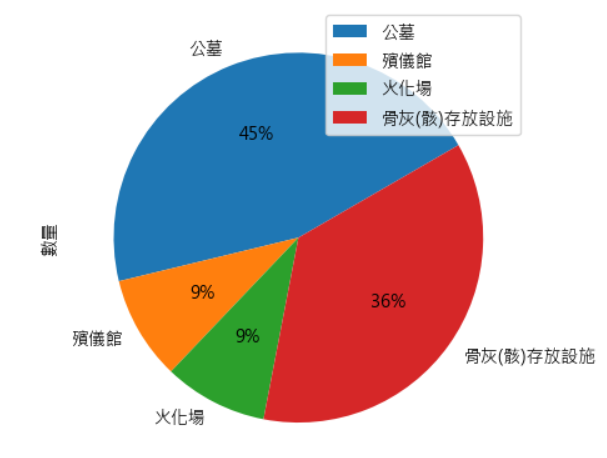 公墓
公墓
殯儀館
火化場
骨灰(骸)存放設施
45%
數量
9%
36%
9%
殯儀館
骨灰(骸)存放設施
火化場